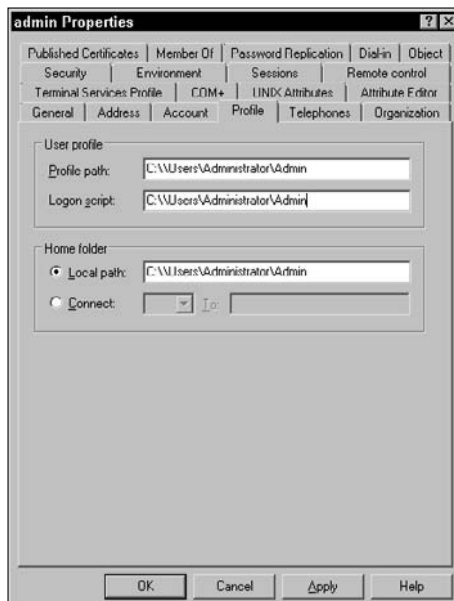 admin Properties ? ×
Published Certificates Member Of Password Replication Dial-in Object
Security Environment Sessions Remote control
Terminal Services Profile COM+ UNIX Attributes Attribute Editor
General Address Account Profile Telephones Organization
User profile
Profile path: C:\\Users\Administrator\Admin
Logon script: C:\\Users\Administrator\Admin
Home folder
Local path: C:\\Users\Administrator\Admin
Connect: To:
OK Cancel Apply Help